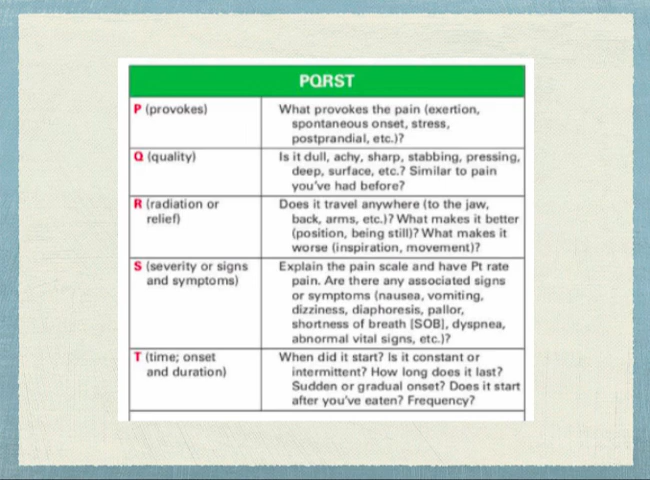 PQRST
P (provokes)
What provokes the pain (exertion,
spontaneous onset, stress,
postprandial, etc.)?
Q (quality)
Is it dull, achy, sharp, stabbing, pressing,
deep, surface, etc.? Similar to pain
you've had before?
R (radiation or
relief)
Does it travel anywhere (to the jaw,
back, arms, etc.)? What makes it better
(position, being still)? What makes it
worse (inspiration, movement)?
S (severity or signs
and symptoms)
Explain the pain scale and have Pt rate
pain. Are there any associated signs
or symptoms (nausea, vomiting,
dizziness, diaphoresis, pallor,
shortness of breath [SOB], dyspnea,
abnormal vital signs, etc.)?
T (time; onset
and duration)
When did it start? Is it constant or
intermittent? How long does it last?
Sudden or gradual onset? Does it start
after you've eaten? Frequency?